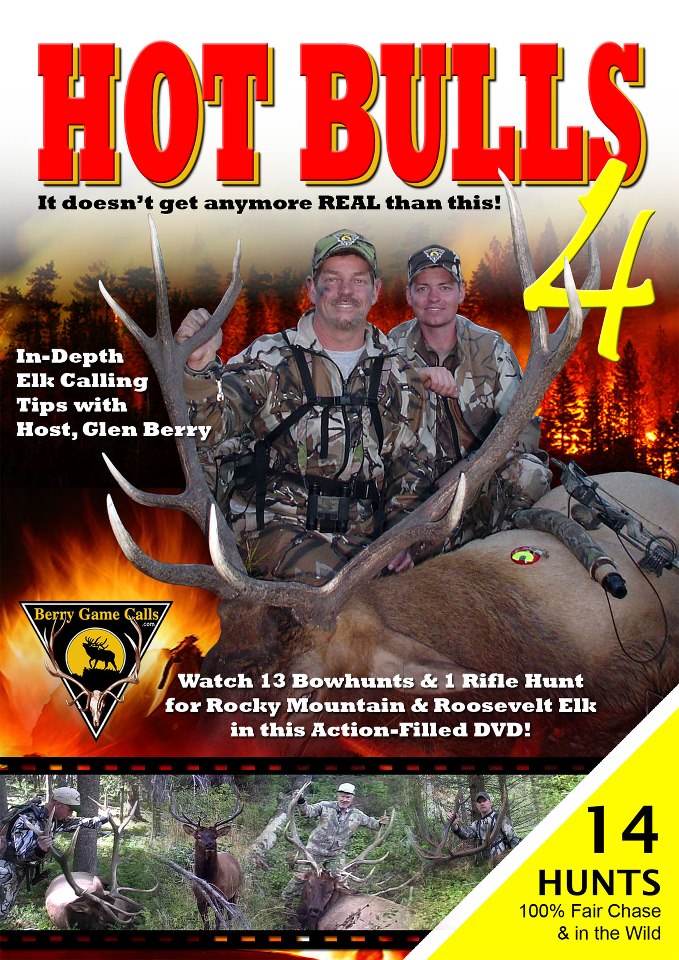 HOT BULLS
4
It doesn't get anymore REAL than this!
In-Depth
Elk Calling
Tips with
Host, Glen Berry
Berry Game Calls
.com
Watch 13 Bowhunts & 1 Rifle Hunt
for Rocky Mountain & Roosevelt Elk
in this Action-Filled DVD!
14
HUNTS
100% Fair Chase
& in the Wild